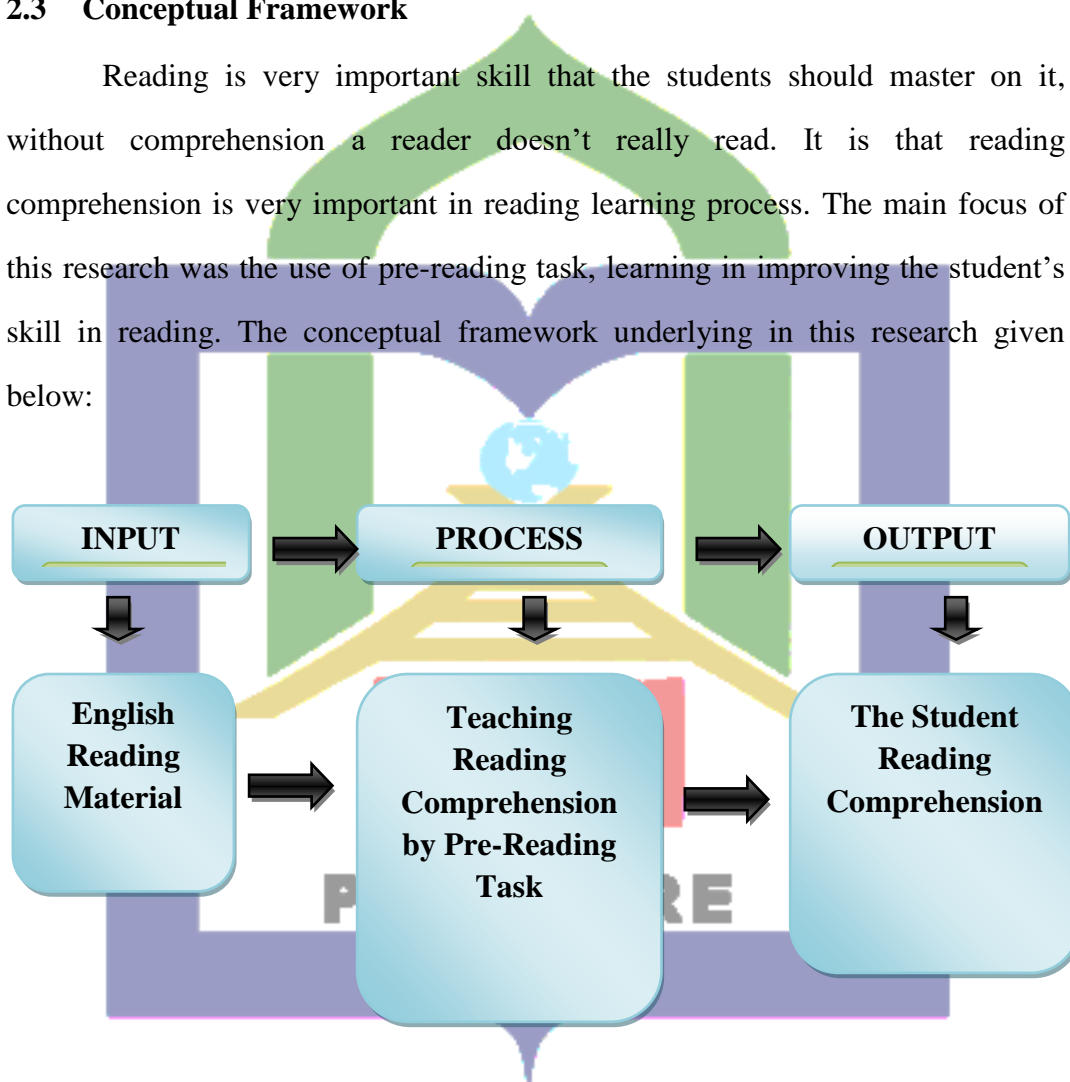 2.3 Conceptual Framework
Reading is very important skill that the students should master on it,
without comprehension a reader doesn’t really read. It is that reading
comprehension is very important in reading learning process. The main focus of
this research was the use of pre-reading task, learning in improving the student’s
skill in reading. The conceptual framework underlying in this research given
below:
INPUT
PROCESS
OUTPUT
English
Reading
Material
Teaching
Reading
Comprehension
by Pre-Reading
Task
The Student
Reading
Comprehension